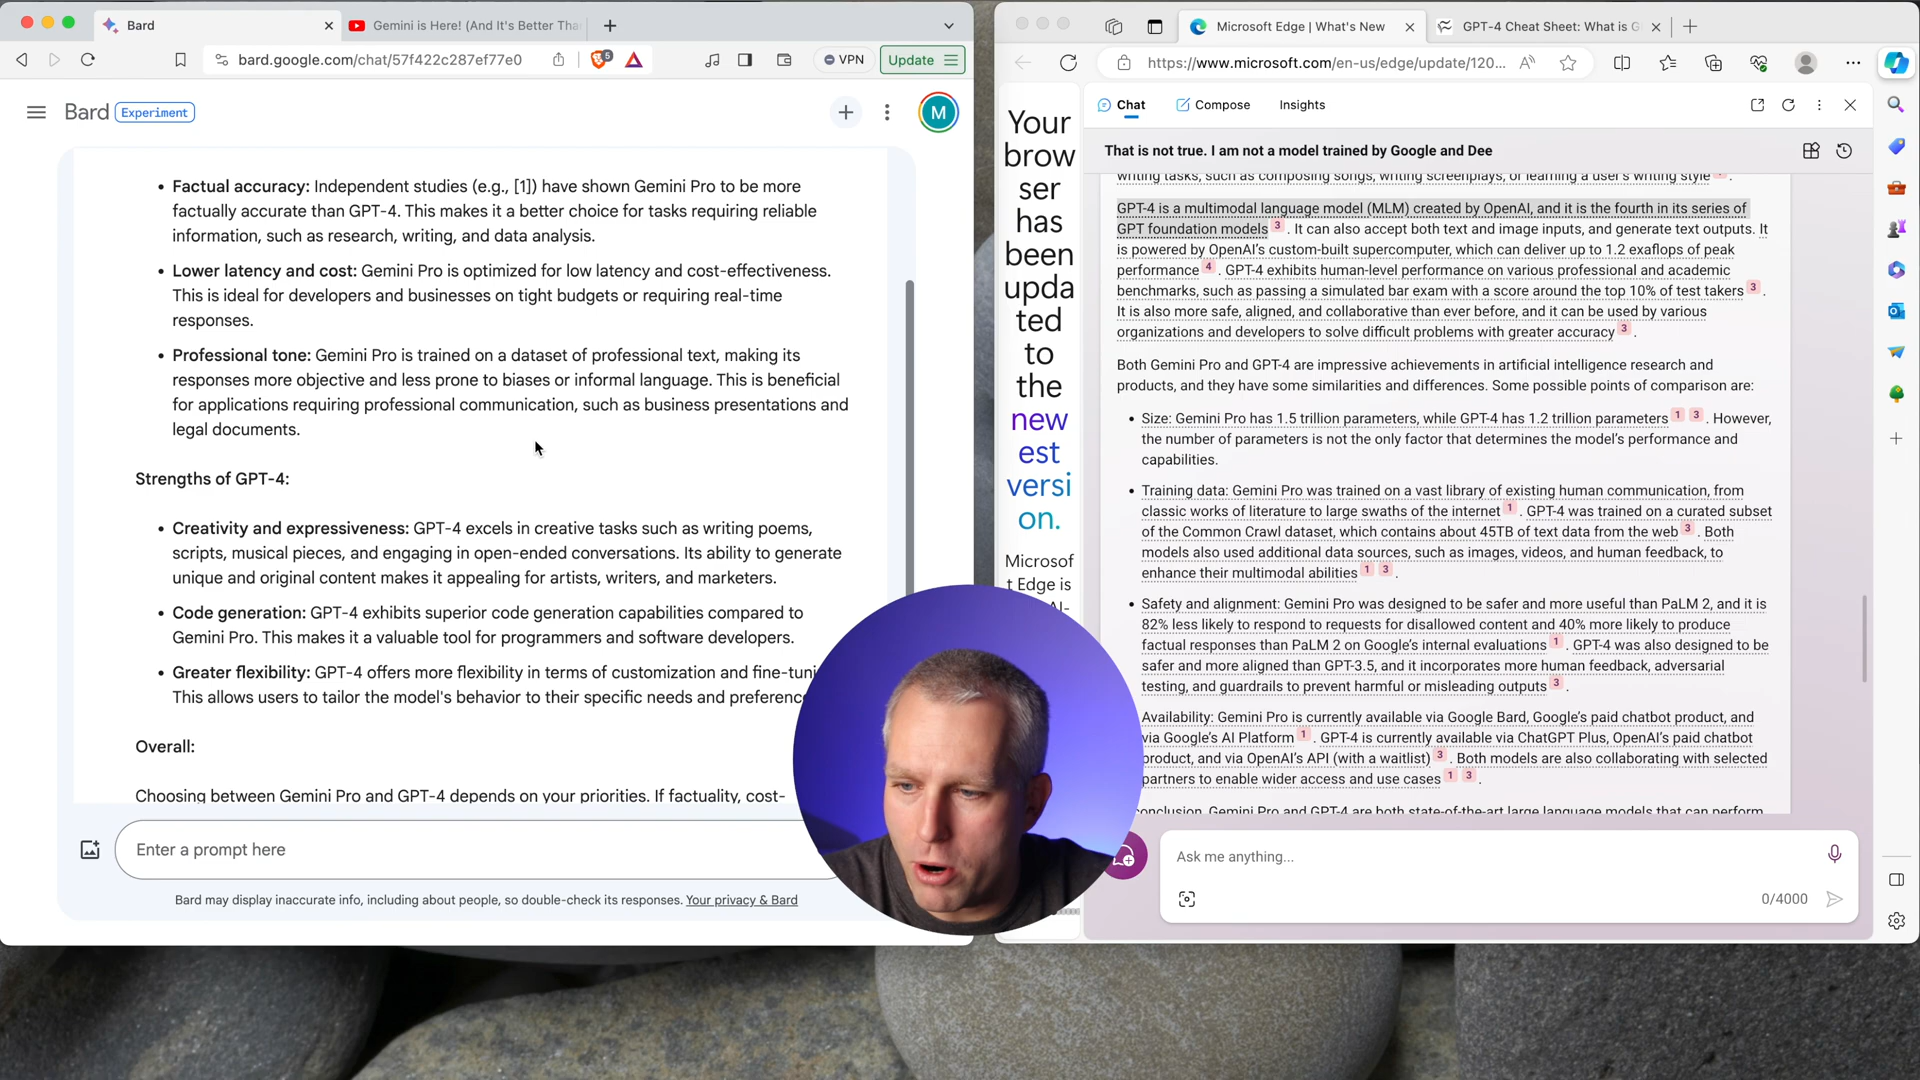 Bard
Gemini is Here! (And It's Better Tha
bard.google.com/chat/57f422c287ef77e0
5
VPN
Update
Bard Experiment
M
• Factual accuracy: Independent studies (e.g., [1]) have shown Gemini Pro to be more
factually accurate than GPT-4. This makes it a better choice for tasks requiring reliable
information, such as research, writing, and data analysis.
• Lower latency and cost: Gemini Pro is optimized for low latency and cost-effectiveness.
This is ideal for developers and businesses on tight budgets or requiring real-time
responses.
• Professional tone: Gemini Pro is trained on a dataset of professional text, making its
responses more objective and less prone to biases or informal language. This is beneficial
for applications requiring professional communication, such as business presentations and
legal documents.
Strengths of GPT-4:
• Creativity and expressiveness: GPT-4 excels in creative tasks such as writing poems,
scripts, musical pieces, and engaging in open-ended conversations. Its ability to generate
unique and original content makes it appealing for artists, writers, and marketers.
• Code generation: GPT-4 exhibits superior code generation capabilities compared to
Gemini Pro. This makes it a valuable tool for programmers and software developers.
• Greater flexibility: GPT-4 offers more flexibility in terms of customization and fine-tuni
This allows users to tailor the model's behavior to their specific needs and preference
Overall:
Choosing between Gemini Pro and GPT-4 depends on your priorities. If factuality, cost-
Enter a prompt here
Bard may display inaccurate info, including about people, so double-check its responses. Your privacy & Bard
Microsoft Edge | What's New
GPT-4 Cheat Sheet: What is G
https://www.microsoft.com/en-us/edge/update/120...
Your
brow
ser
has
been
upda
ted
to
the
new
est
versi
on.
Microsof
t Edge is
AI-
Chat
Compose
Insights
That is not true. I am not a model trained by Google and Dee
writing tasks, such as composing songs, writing screenplays, or learning a user's writing style
GPT-4 is a multimodal language model (MLM) created by OpenAI, and it is the fourth in its series of
GPT foundation models 3 . It can also accept both text and image inputs, and generate text outputs. It
is powered by OpenAI's custom-built supercomputer, which can deliver up to 1.2 exaflops of peak
performance 4 . GPT-4 exhibits human-level performance on various professional and academic
benchmarks, such as passing a simulated bar exam with a score around the top 10% of test takers 3 .
It is also more safe, aligned, and collaborative than ever before, and it can be used by various
organizations and developers to solve difficult problems with greater accuracy 3 .
Both Gemini Pro and GPT-4 are impressive achievements in artificial intelligence research and
products, and they have some similarities and differences. Some possible points of comparison are:
• Size: Gemini Pro has 1.5 trillion parameters, while GPT-4 has 1.2 trillion parameters 1 3 . However,
the number of parameters is not the only factor that determines the model's performance and
capabilities.
• Training data: Gemini Pro was trained on a vast library of existing human communication, from
classic works of literature to large swaths of the internet 1 . GPT-4 was trained on a curated subset
of the Common Crawl dataset, which contains about 45TB of text data from the web 3 . Both
models also used additional data sources, such as images, videos, and human feedback, to
enhance their multimodal abilities 1 3 .
• Safety and alignment: Gemini Pro was designed to be safer and more useful than PaLM 2, and it is
82% less likely to respond to requests for disallowed content and 40% more likely to produce
factual responses than PaLM 2 on Google's internal evaluations 1 . GPT-4 was also designed to be
safer and more aligned than GPT-3.5, and it incorporates more human feedback, adversarial
testing, and guardrails to prevent harmful or misleading outputs 3 .
Availability: Gemini Pro is currently available via Google Bard, Google's paid chatbot product, and
via Google's AI Platform 1 . GPT-4 is currently available via ChatGPT Plus, OpenAI's paid chatbot
product, and via OpenAI's API (with a waitlist) 3 . Both models are also collaborating with selected
partners to enable wider access and use cases 1 3 .
conclusion, Gemini Pro and GPT-4 are both state-of-the-art large language models that can perform
Ask me anything...
0/4000